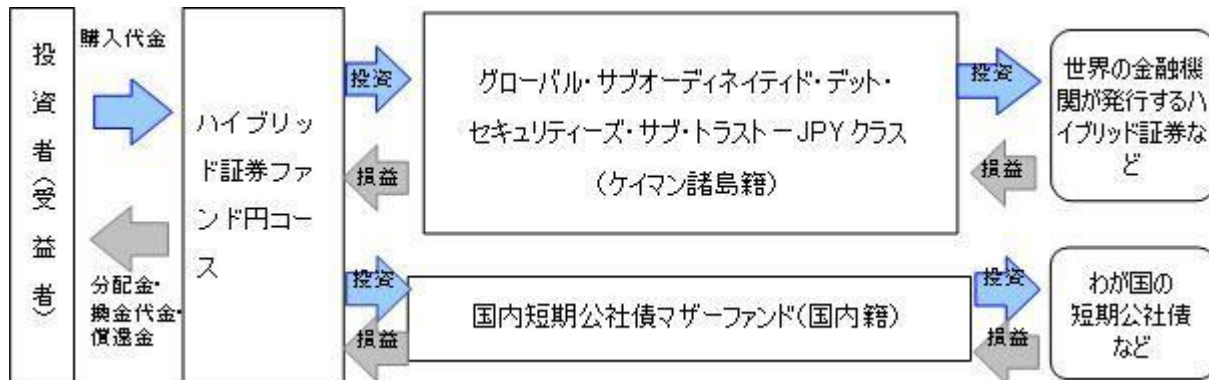 投資者(受益者)
購入代金
分配金・
換金代金・
償還金
ハイブリッ
ド証券ファ
ンド円コー
ス
投資
損益
グローバル・サブオーディネイティド・デット・
セキュリティーズ・サブ・トラスト－JPYクラス
(ケイマン諸島籍)
投資
損益
世界の金融機
関が発行するハ
イブリッド証券な
ど
投資
損益
国内短期公社債マザーファンド(国内籍)
投資
損益
わが国の
短期公社債
など